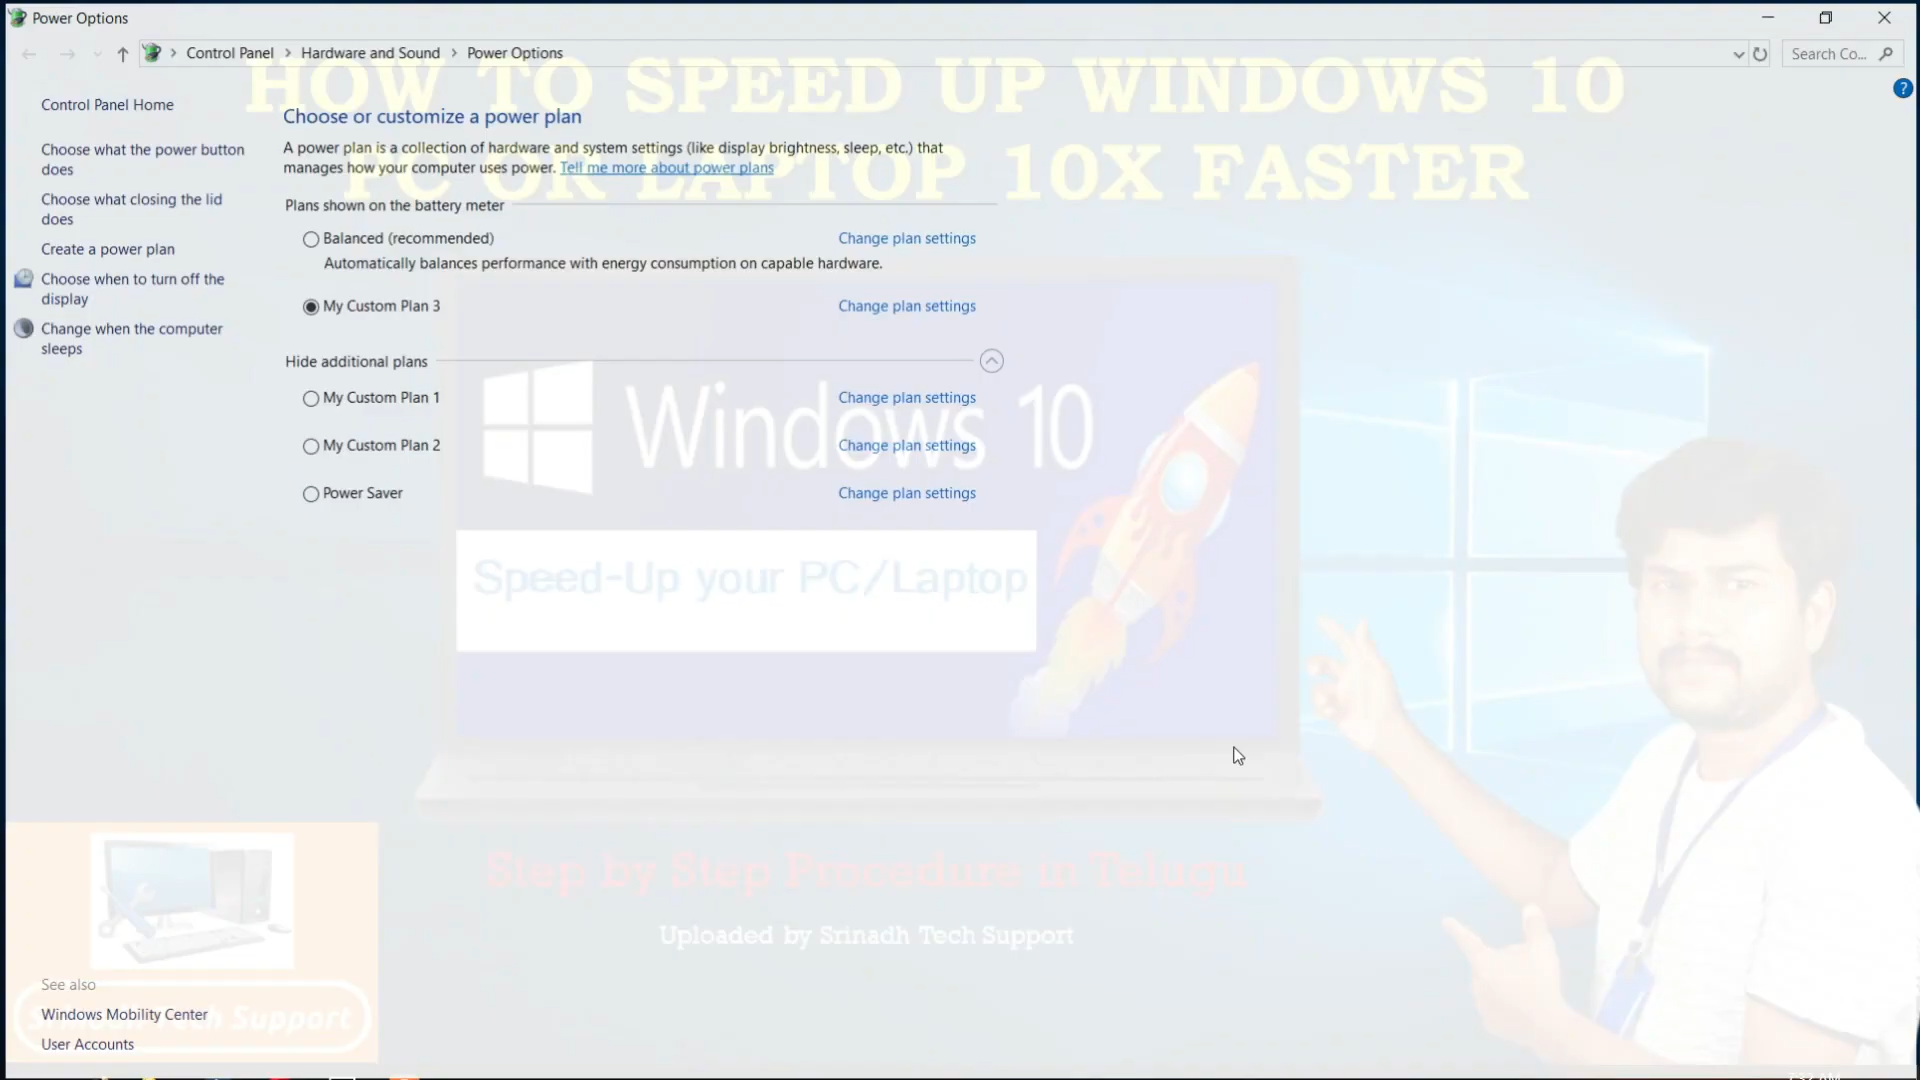 Power Options
Control Panel > Hardware and Sound > Power Options
Search Co...
HOW TO SPEED UP WINDOWS 10
PC OR LAPTOP 10X FASTER
Control Panel Home
Choose what the power button
does
Choose what closing the lid
does
Create a power plan
Choose when to turn off the
display
Change when the computer
sleeps
Choose or customize a power plan
A power plan is a collection of hardware and system settings (like display brightness, sleep, etc.) that
manages how your computer uses power. Tell me more about power plans
Plans shown on the battery meter
Balanced (recommended) Change plan settings
Automatically balances performance with energy consumption on capable hardware.
My Custom Plan 3 Change plan settings
Hide additional plans
My Custom Plan 1 Change plan settings
My Custom Plan 2 Change plan settings
Power Saver Change plan settings
Windows 10
Speed-Up your PC/Laptop
Step by Step Procedure in Telugu
Uploaded by Srinadh Tech Support
See also
Windows Mobility Center
User Accounts
Srinadh Tech Support